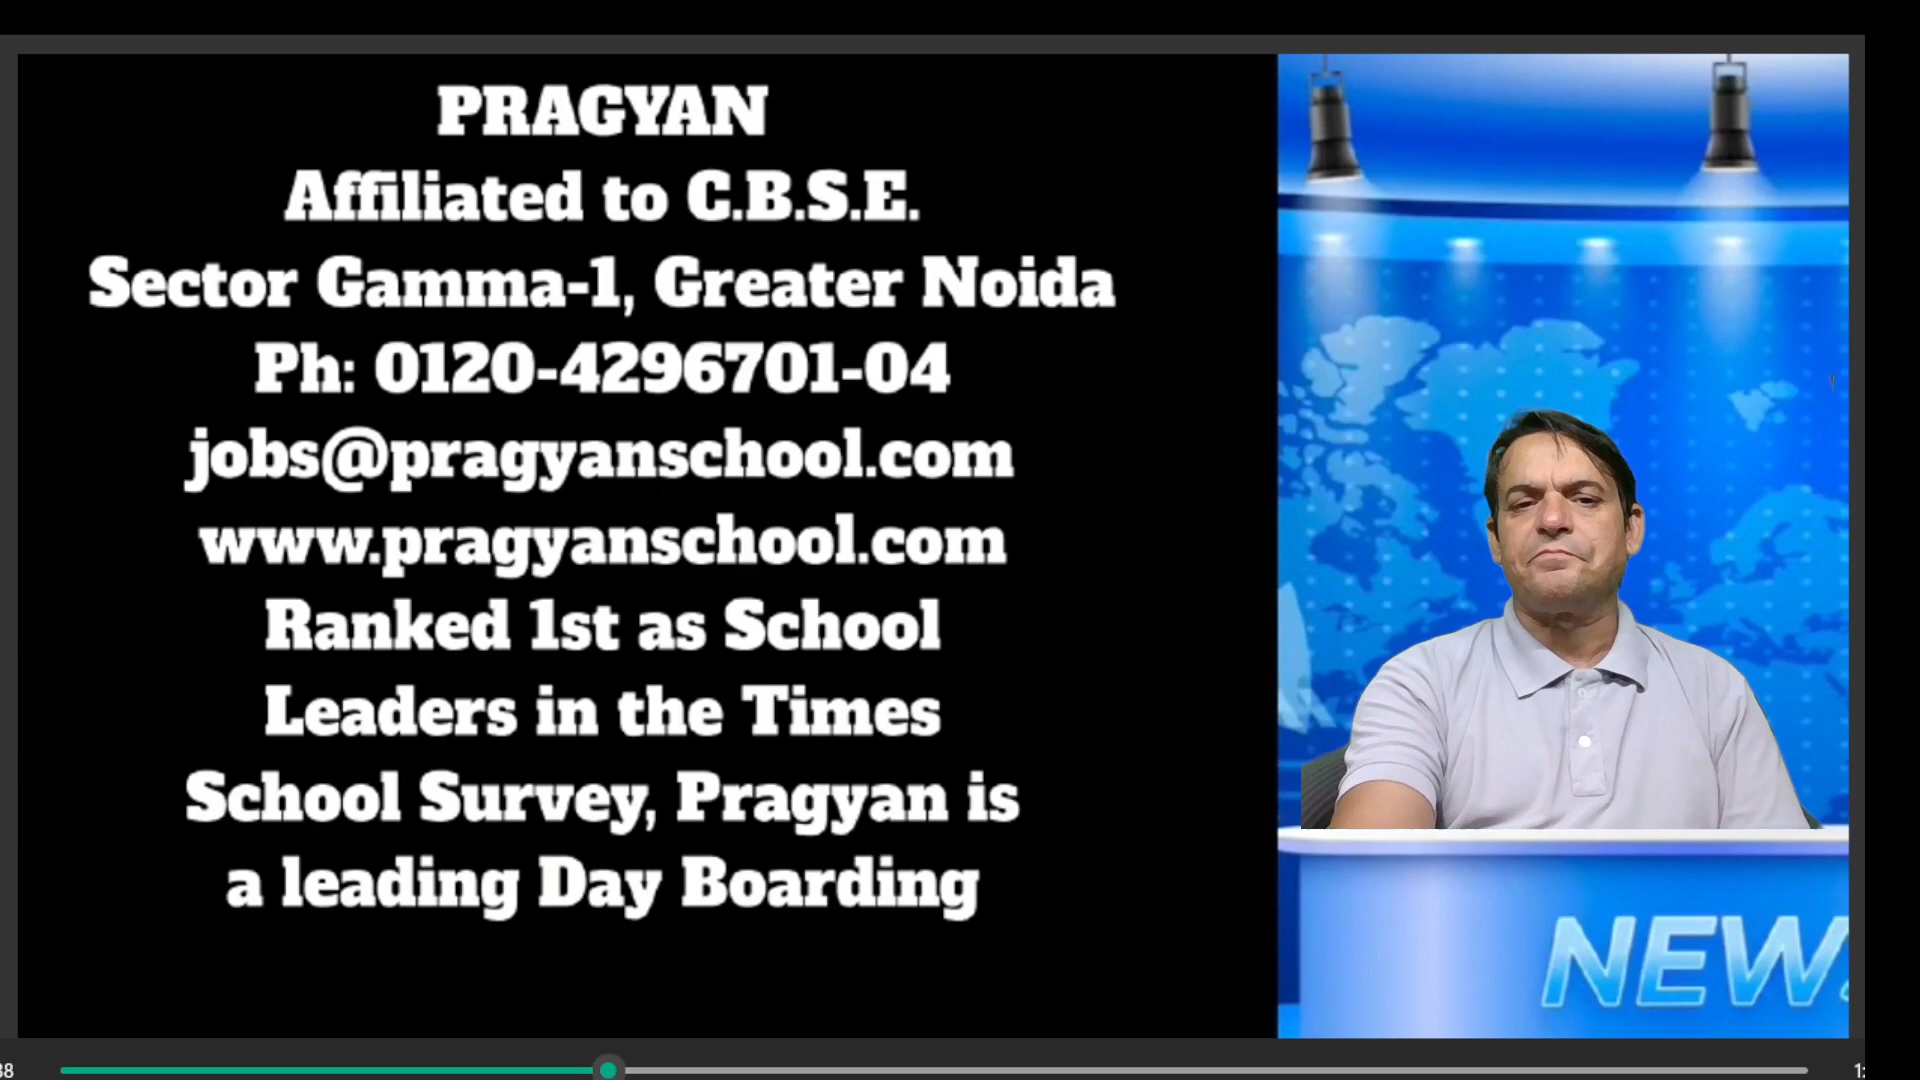 PRAGYAN
Affiliated to C.B.S.E.
Sector Gamma-1, Greater Noida
Ph: 0120-4296701-04
jobs@pragyanschool.com
www.pragyanschool.com
Ranked 1st as School
Leaders in the Times
School Survey, Pragyan is
a leading Day Boarding